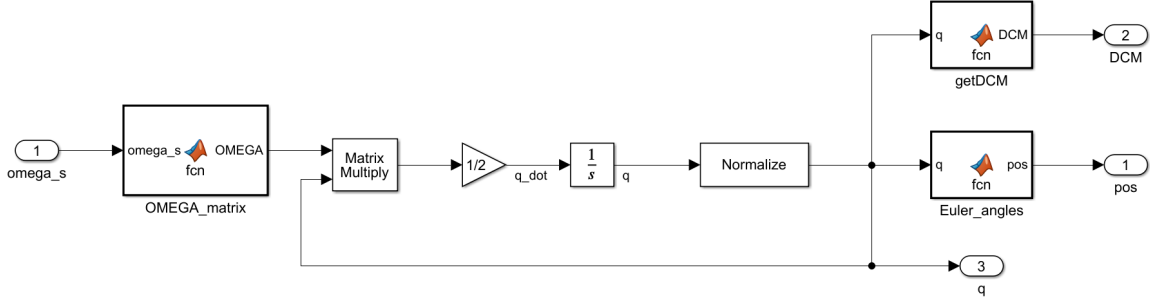 q
DCM
fcn
getDCM
2
DCM
1
omega_s
omega_s
OMEGA
fcn
OMEGA_matrix
Matrix
Multiply
1/2
q_dot
1
s
q
Normalize
q
pos
fcn
Euler_angles
1
pos
3
q